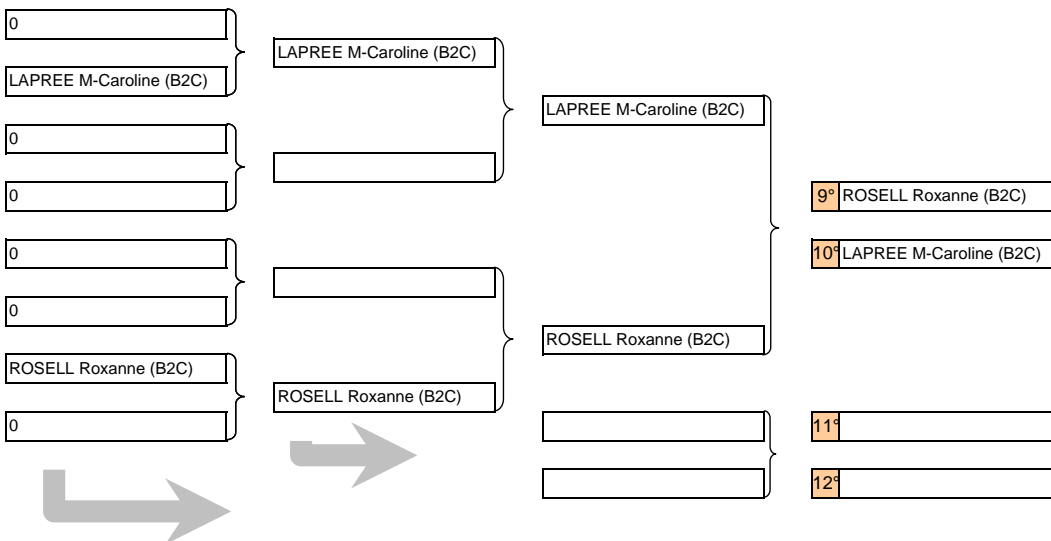 0
LAPREE M-Caroline (B2C)
0
0
0
0
ROSELL Roxanne (B2C)
0
LAPREE M-Caroline (B2C)
ROSELL Roxanne (B2C)
LAPREE M-Caroline (B2C)
ROSELL Roxanne (B2C)
9° ROSELL Roxanne (B2C)
10° LAPREE M-Caroline (B2C)
11°
12°